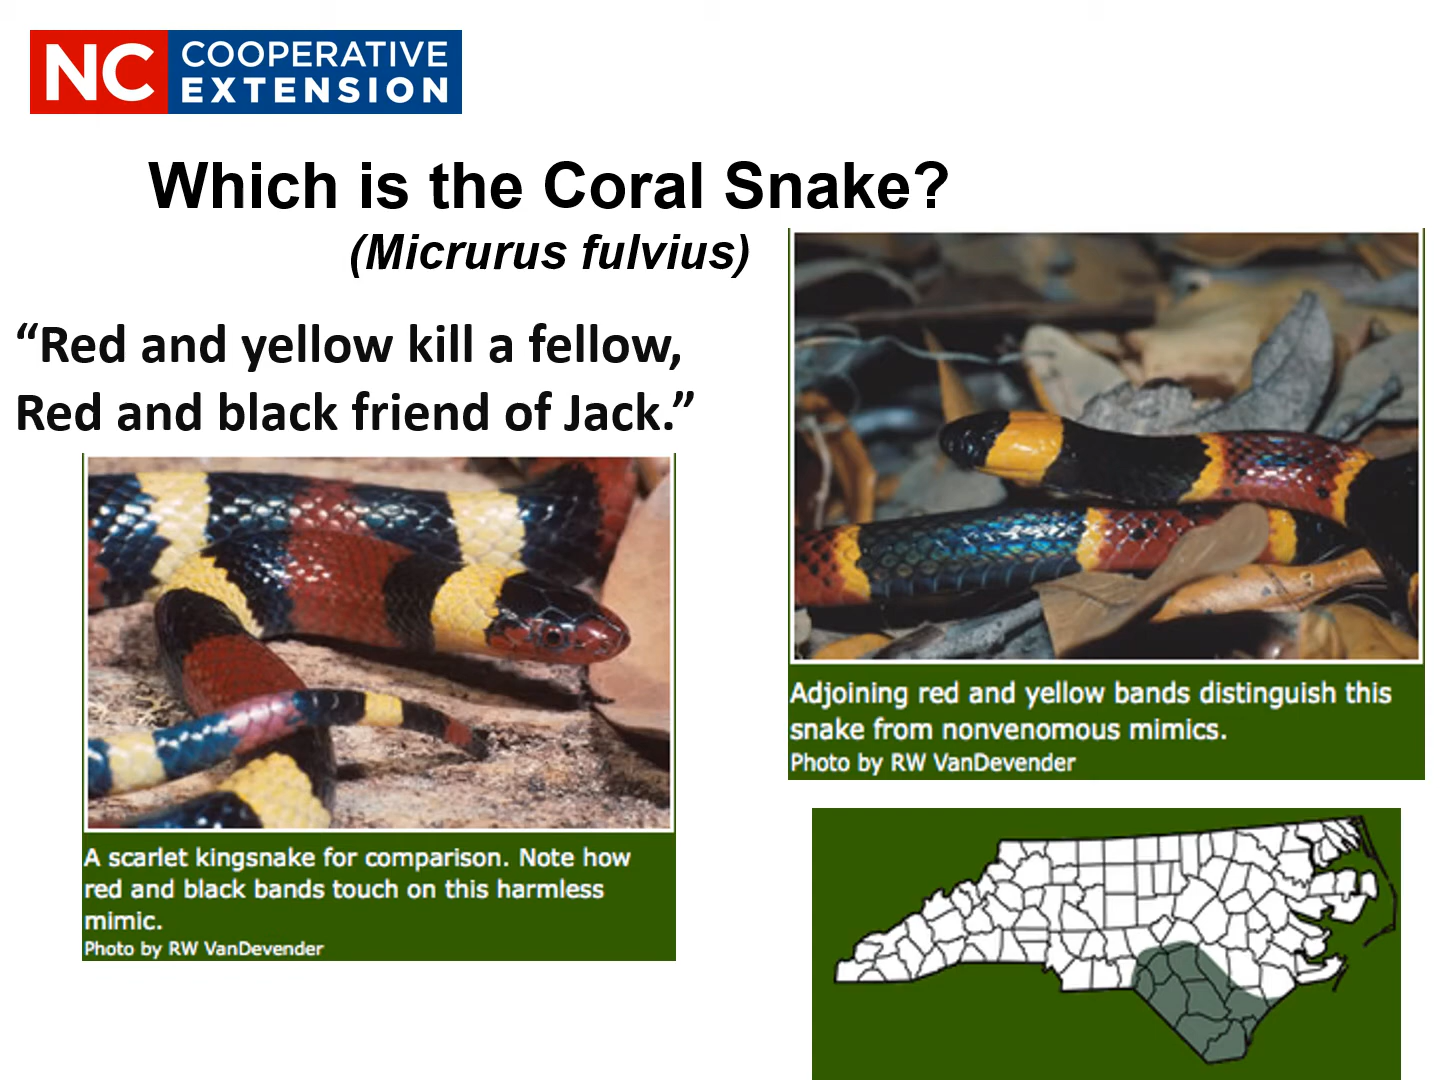 NC COOPERATIVE
EXTENSION
Which is the Coral Snake?
(Micrurus fulvius)
“Red and yellow kill a fellow,
Red and black friend of Jack.”
A scarlet kingsnake for comparison. Note how
red and black bands touch on this harmless
mimic.
Photo by RW VanDevender
Adjoining red and yellow bands distinguish this
snake from nonvenomous mimics.
Photo by RW VanDevender